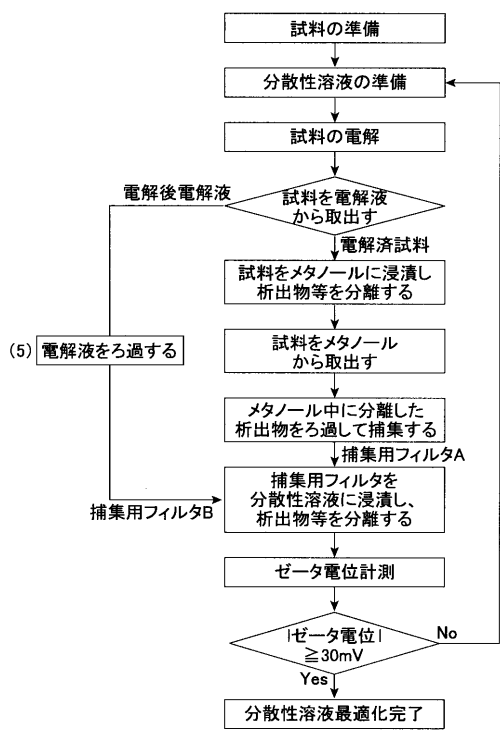 試料の準備
分散性溶液の準備
試料の電解
電解後電解液
試料を電解液
から取出す
電解済試料
試料をメタノールに浸漬し
析出物等を分離する
(5)
電解液をろ過する
試料をメタノール
から取出す
メタノール中に分離した
析出物をろ過して捕集する
捕集用フィルタA
捕集用フィルタを
分散性溶液に浸漬し、
析出物等を分離する
捕集用フィルタB
ゼータ電位計測
|ゼータ電位|
≧30mV
No
Yes
分散性溶液最適化完了